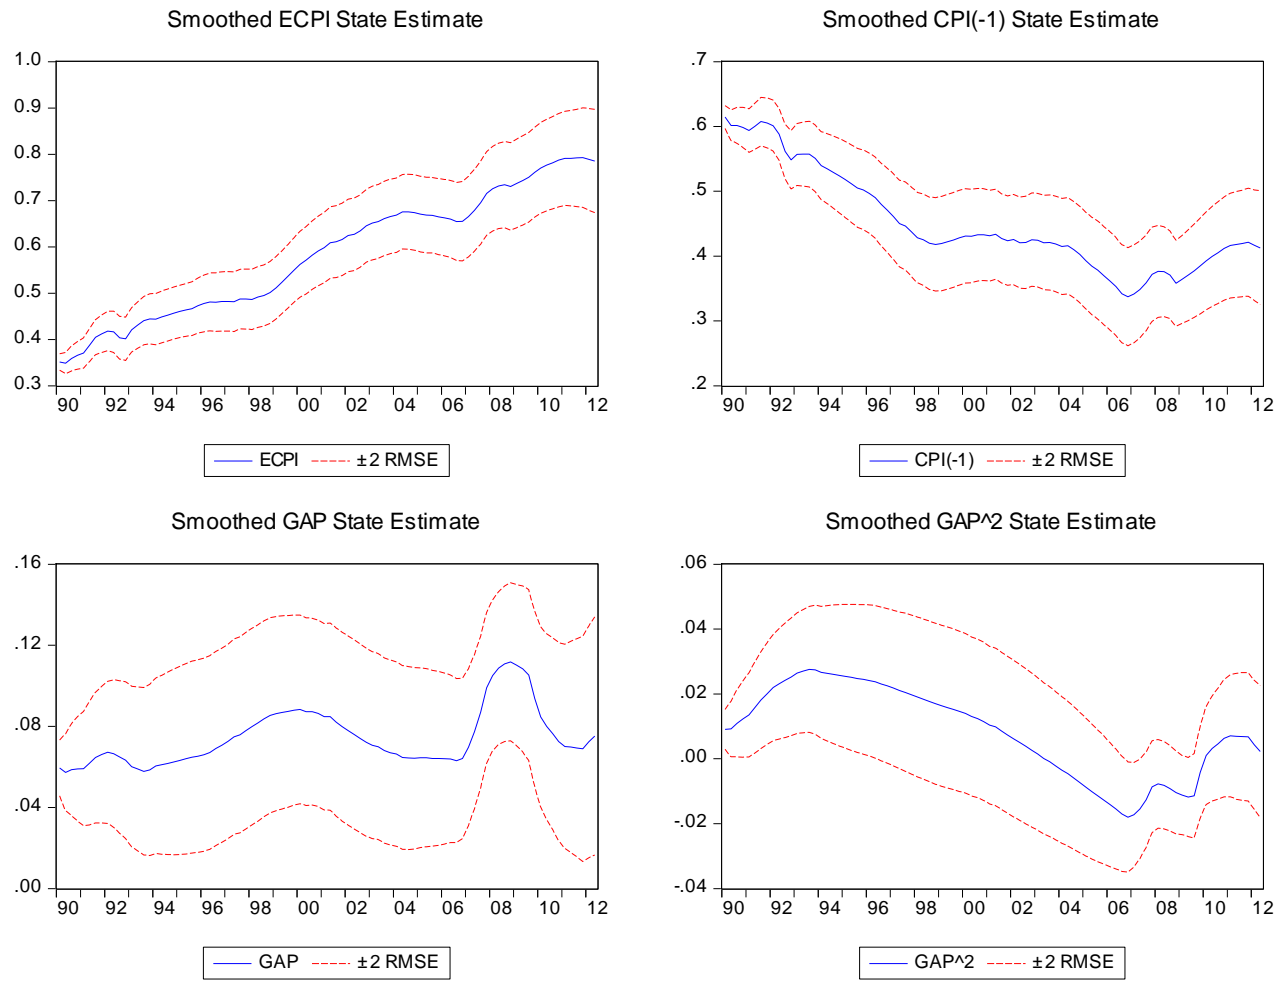 Smoothed ECPI State Estimate
1.0
0.9
0.8
0.7
0.6
0.5
0.4
0.3
90 92 94 96 98 00 02 04 06 08 10 12
ECPI ±2 RMSE
Smoothed CPI(-1) State Estimate
.7
.6
.5
.4
.3
.2
90 92 94 96 98 00 02 04 06 08 10 12
CPI(-1) ±2 RMSE
Smoothed GAP State Estimate
.16
.12
.08
.04
.00
90 92 94 96 98 00 02 04 06 08 10 12
GAP ±2 RMSE
Smoothed GAP^2 State Estimate
.06
.04
.02
.00
-.02
-.04
90 92 94 96 98 00 02 04 06 08 10 12
GAP^2 ±2 RMSE